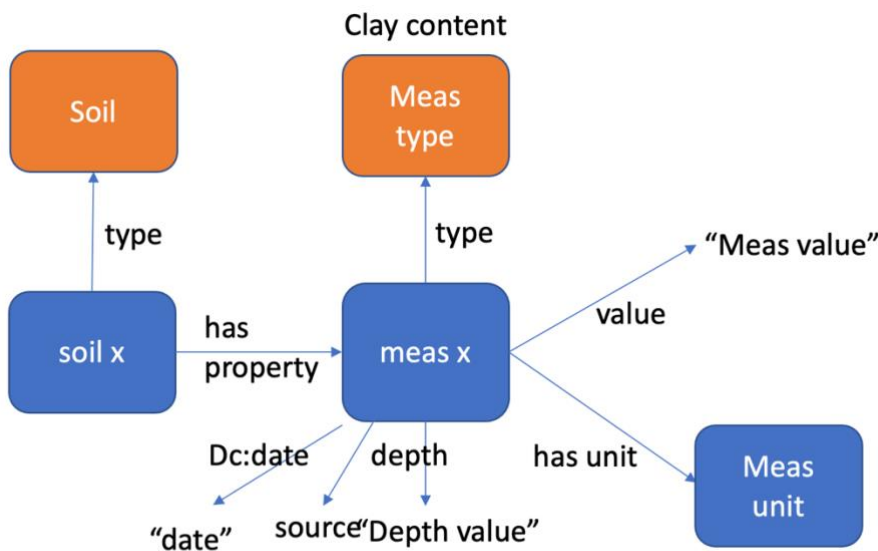 Clay content
Soil
Meas
type
type
type
"Meas value"
value
soil x
has
property
meas x
Dc:date
depth
has unit
Meas
unit
"date"
source
"Depth value"